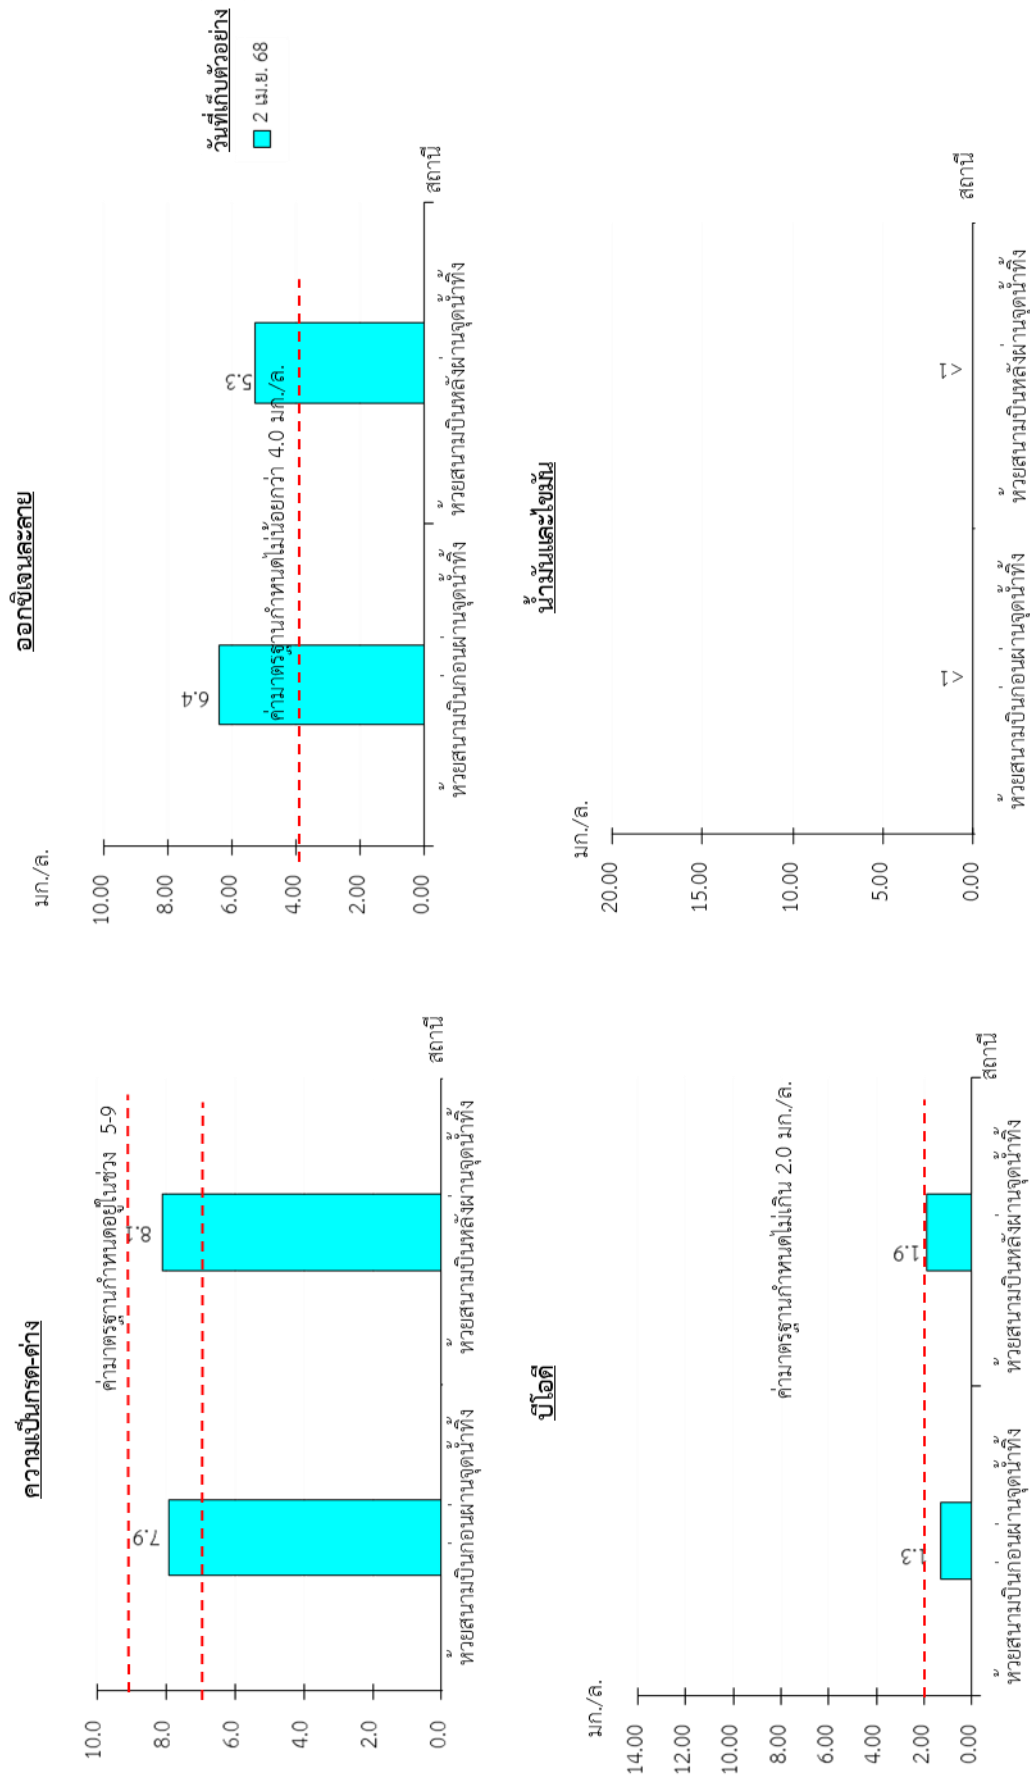 ความเป็นกรด-ด่าง
ค่ามาตรฐานกำหนดอยู่ในช่วง 5-9
10.0
8.0
6.0
4.0
2.0
0.0
7.9
8.1
สถานี
ห้วยสนามบินก่อนผ่านจุดน้ำทิ้ง
ห้วยสนามบินหลังผ่านจุดน้ำทิ้ง
ออกซิเจนละลาย
มก./ล.
10.00
8.00
6.00
4.00
2.00
0.00
6.4
5.3
ค่ามาตรฐานกำหนดไม่น้อยกว่า 4.0 มก./ล.
สถานี
ห้วยสนามบินก่อนผ่านจุดน้ำทิ้ง
ห้วยสนามบินหลังผ่านจุดน้ำทิ้ง
วันที่เก็บตัวอย่าง
2 เม.ย. 68
บีโอดี
มก./ล.
14.00
12.00
10.00
8.00
6.00
4.00
2.00
0.00
ค่ามาตรฐานกำหนดไม่เกิน 2.0 มก./ล.
1.3
1.9
สถานี
ห้วยสนามบินก่อนผ่านจุดน้ำทิ้ง
ห้วยสนามบินหลังผ่านจุดน้ำทิ้ง
น้ำมันและไขมัน
มก./ล.
20.00
15.00
10.00
5.00
0.00
<1
<1
สถานี
ห้วยสนามบินก่อนผ่านจุดน้ำทิ้ง
ห้วยสนามบินหลังผ่านจุดน้ำทิ้ง